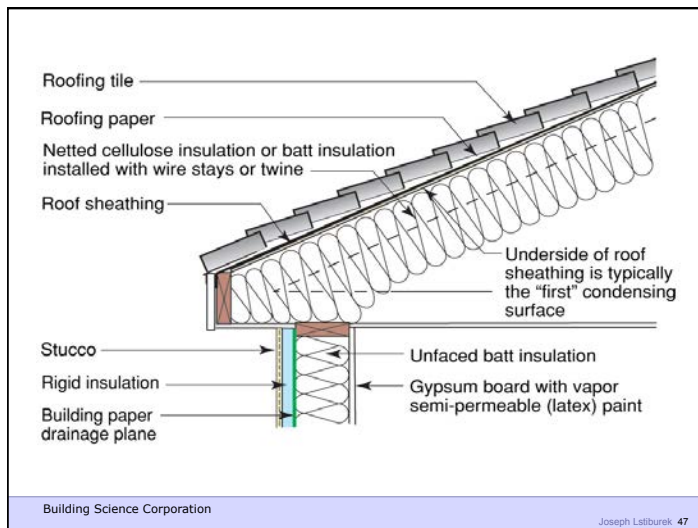 Roofing tile
Roofing paper
Netted cellulose insulation or batt insulation
installed with wire stays or twine
Roof sheathing
Underside of roof
sheathing is typically
the “first” condensing
surface
Stucco
Rigid insulation
Building paper
drainage plane
Unfaced batt insulation
Gypsum board with vapor
semi-permeable (latex) paint
Building Science Corporation
Joseph Lstiburek 47